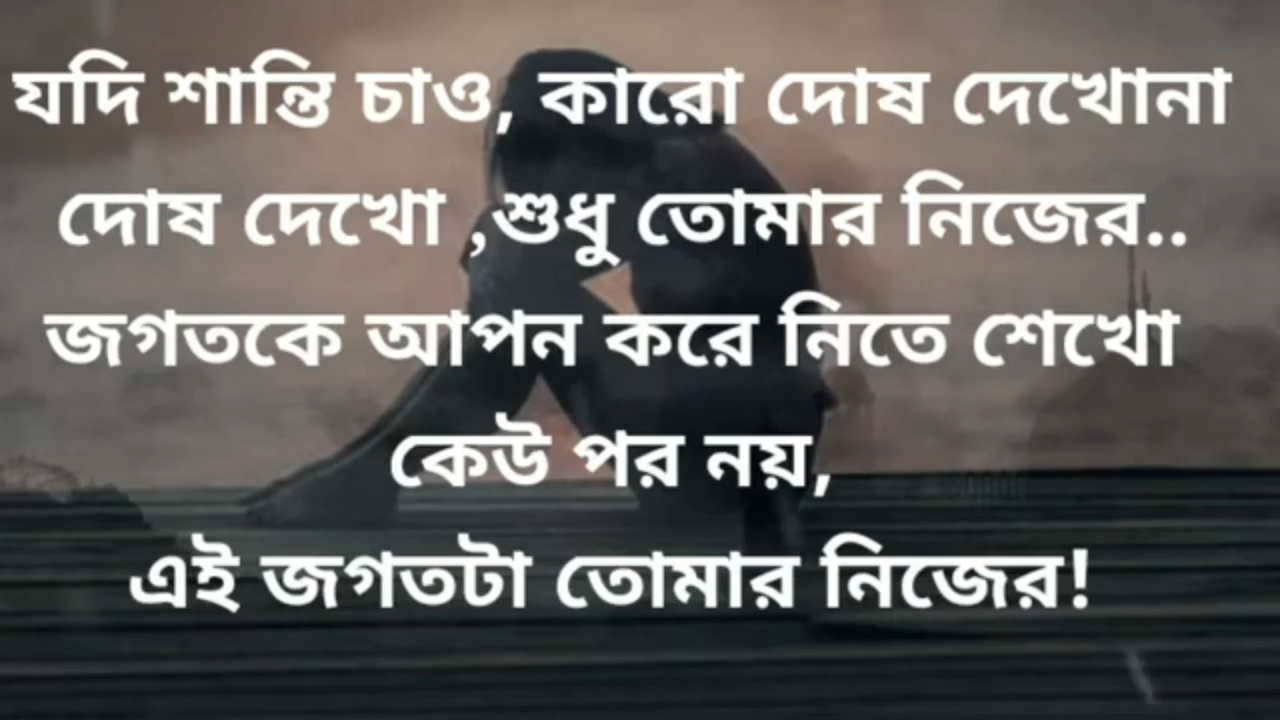 যদি শান্তি চাও, কারো দোষ দেখোনা
দোষ দেখো ,শুধু তোমার নিজের..
জগতকে আপন করে নিতে শেখো
কেউ পর নয়,
এই জগতটা তোমার নিজের!